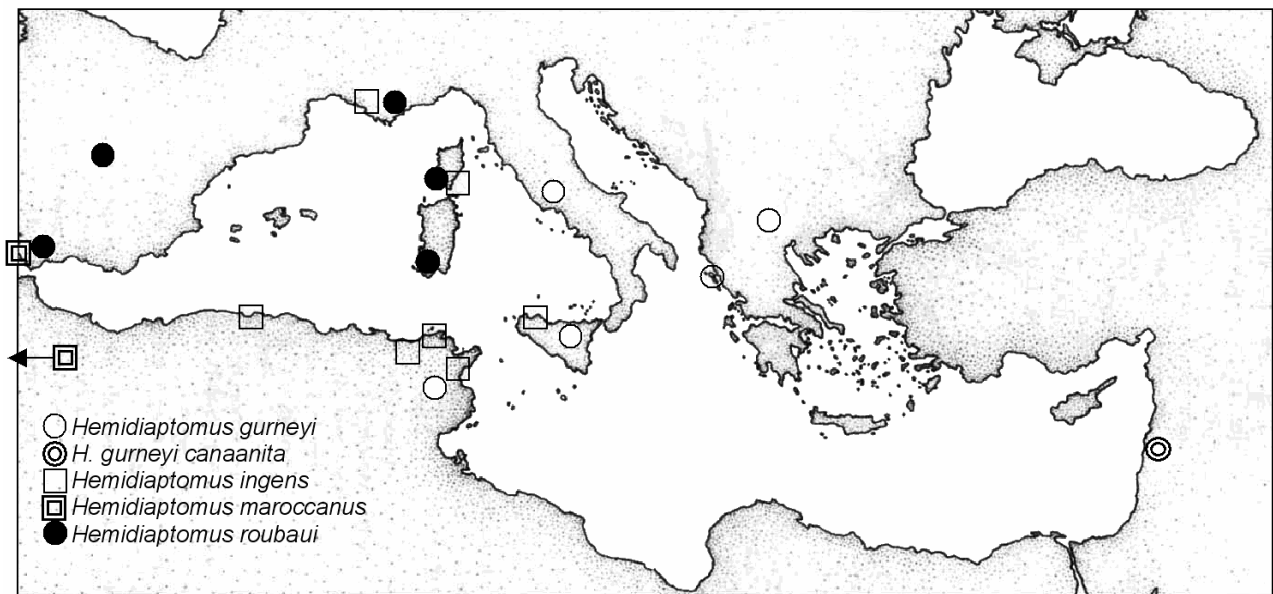 Hemidiaptomus gurneyi
H. gurneyi canaanita
Hemidiaptomus ingens
Hemidiaptomus maroccanus
Hemidiaptomus roubaui